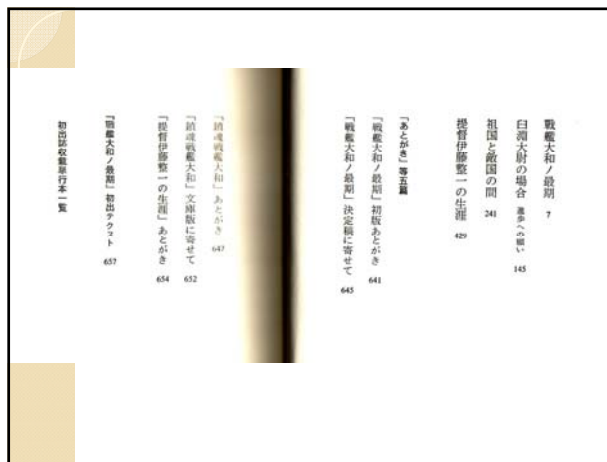 戰艦大和ノ最期 7
臼淵大尉の場合 進歩への願い 145
祖国と敵国の間 241
提督伊藤整一の生涯 429
「あとがき」等五篇
『戰艦大和ノ最期』初版あとがき 641
『戰艦大和ノ最期』決定稿に寄せて 645
『鎮魂戦艦大和』あとがき 647
『鎮魂戦艦大和』文庫版に寄せて 652
『提督伊藤整一の生涯』あとがき 654
『戰艦大和ノ最期』初出テクスト 657
初出誌収載単行本一覧